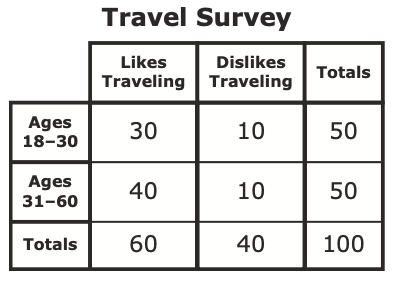 Travel Survey
Likes Dislikes Totals
Traveling Traveling
Ages 18–30 30 10 50
Ages 31–60 40 10 50
Totals 60 40 100